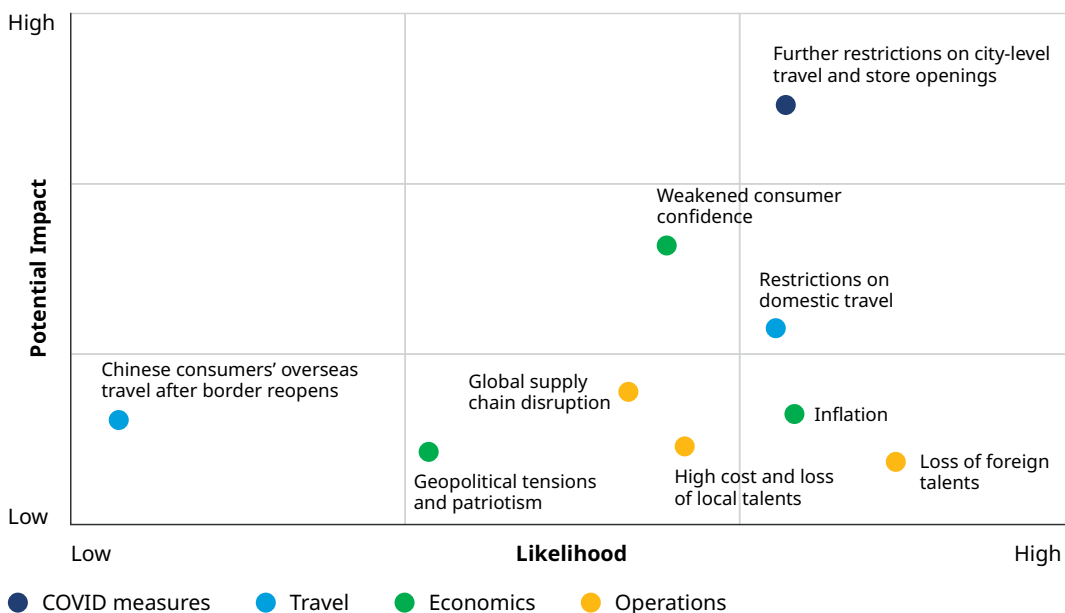 High
Further restrictions on city-level
travel and store openings
Potential Impact
Weakened consumer
confidence
Restrictions on
domestic travel
Chinese consumers’ overseas
travel after border reopens
Global supply
chain disruption
Inflation
Geopolitical tensions
and patriotism
High cost and loss
of local talents
Loss of foreign
talents
Low
Low
Likelihood
High
COVID measures
Travel
Economics
Operations